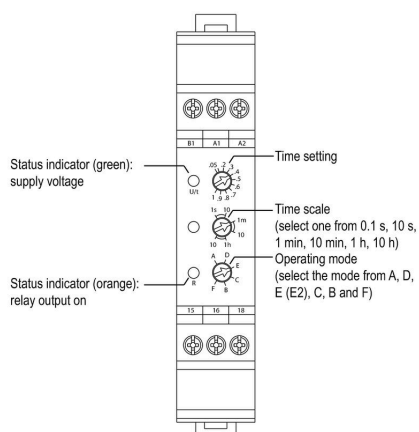 B1 A1 A2
Status indicator (green):
supply voltage
U/t
.05 .2 .3 .4 .5 .6 .7 .8 .9 1
Time setting
1s 10 1m 10 1h 10
Time scale
(select one from 0.1 s, 10 s,
1 min, 10 min, 1 h, 10 h)
Operating mode
(select the mode from A, D,
E (E2), C, B and F)
Status indicator (orange):
relay output on
R
A D E C B F
15 16 18